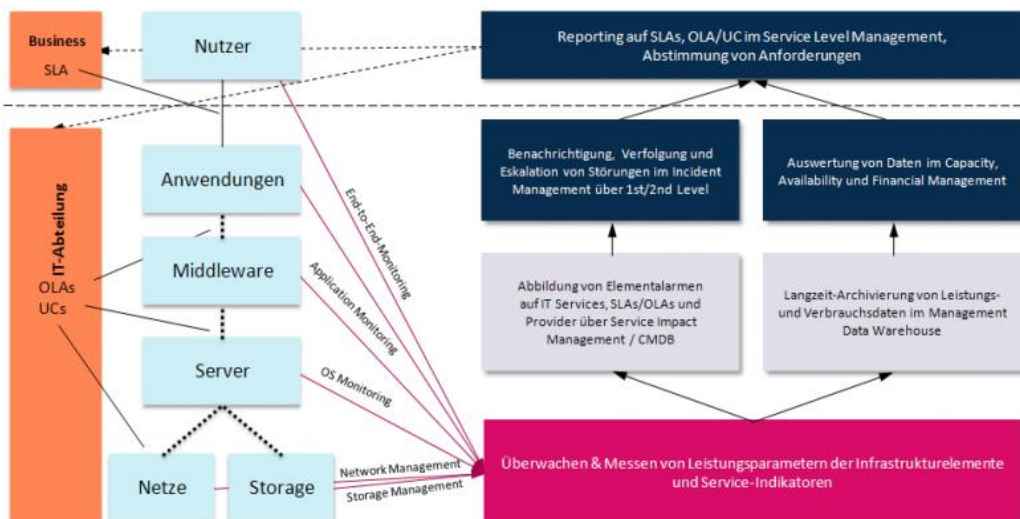 Business
SLA
Nutzer
Reporting auf SLAs, OLA/UC im Service Level Management,
Abstimmung von Anforderungen
IT-Abteilung
OLAs
UCs
Anwendungen
Middleware
Server
Netze
Storage
End-to-End-Monitoring
Application Monitoring
OS Monitoring
Network Management
Storage Management
Benachrichtigung, Verfolgung und
Eskalation von Störungen im Incident
Management über 1st/2nd Level
Auswertung von Daten im Capacity,
Availability und Financial Management
Abbildung von Elementalarmen
auf IT Services, SLAs/OLAs und
Provider über Service Impact
Management / CMDB
Langzeit-Archivierung von Leistungs-
und Verbrauchsdaten im Management
Data Warehouse
Überwachen & Messen von Leistungsparametern der Infrastrukturelemente
und Service-Indikatoren